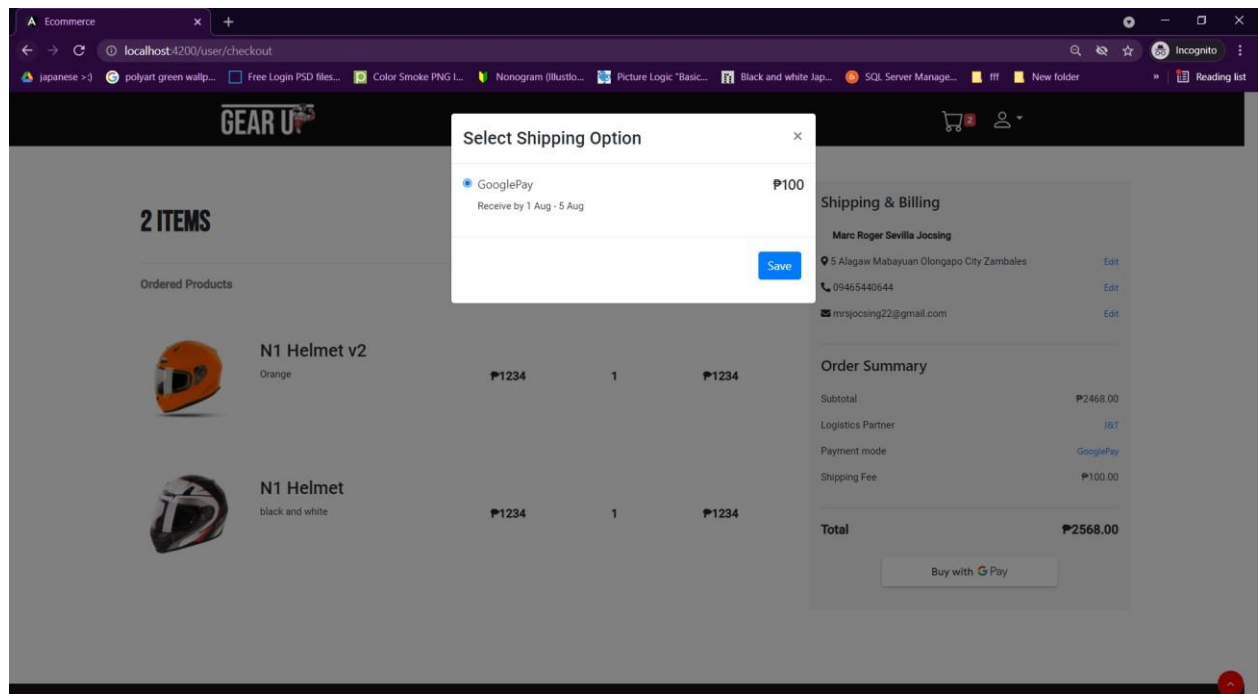 A Ecommerce
localhost:4200/user/checkout
Incognito
japanese >:)
polyart green wallp...
Free Login PSD files...
Color Smoke PNG I...
Nonogram (Illustlo...
Picture Logic "Basic...
Black and white Jap...
SQL Server Manage...
fff
New folder
»
Reading list
GEAR UP
2
Select Shipping Option
×
GooglePay ₱100
Receive by 1 Aug - 5 Aug
Save
2 ITEMS
Ordered Products
N1 Helmet v2
Orange
₱1234 1 ₱1234
N1 Helmet
black and white
₱1234 1 ₱1234
Shipping & Billing
Marc Roger Sevilla Jocsing
5 Alagaw Mabayuan Olongapo City Zambales Edit
09465440644 Edit
mrsjocsing22@gmail.com Edit
Order Summary
Subtotal ₱2468.00
Logistics Partner J&T
Payment mode GooglePay
Shipping Fee ₱100.00
Total ₱2568.00
Buy with G Pay